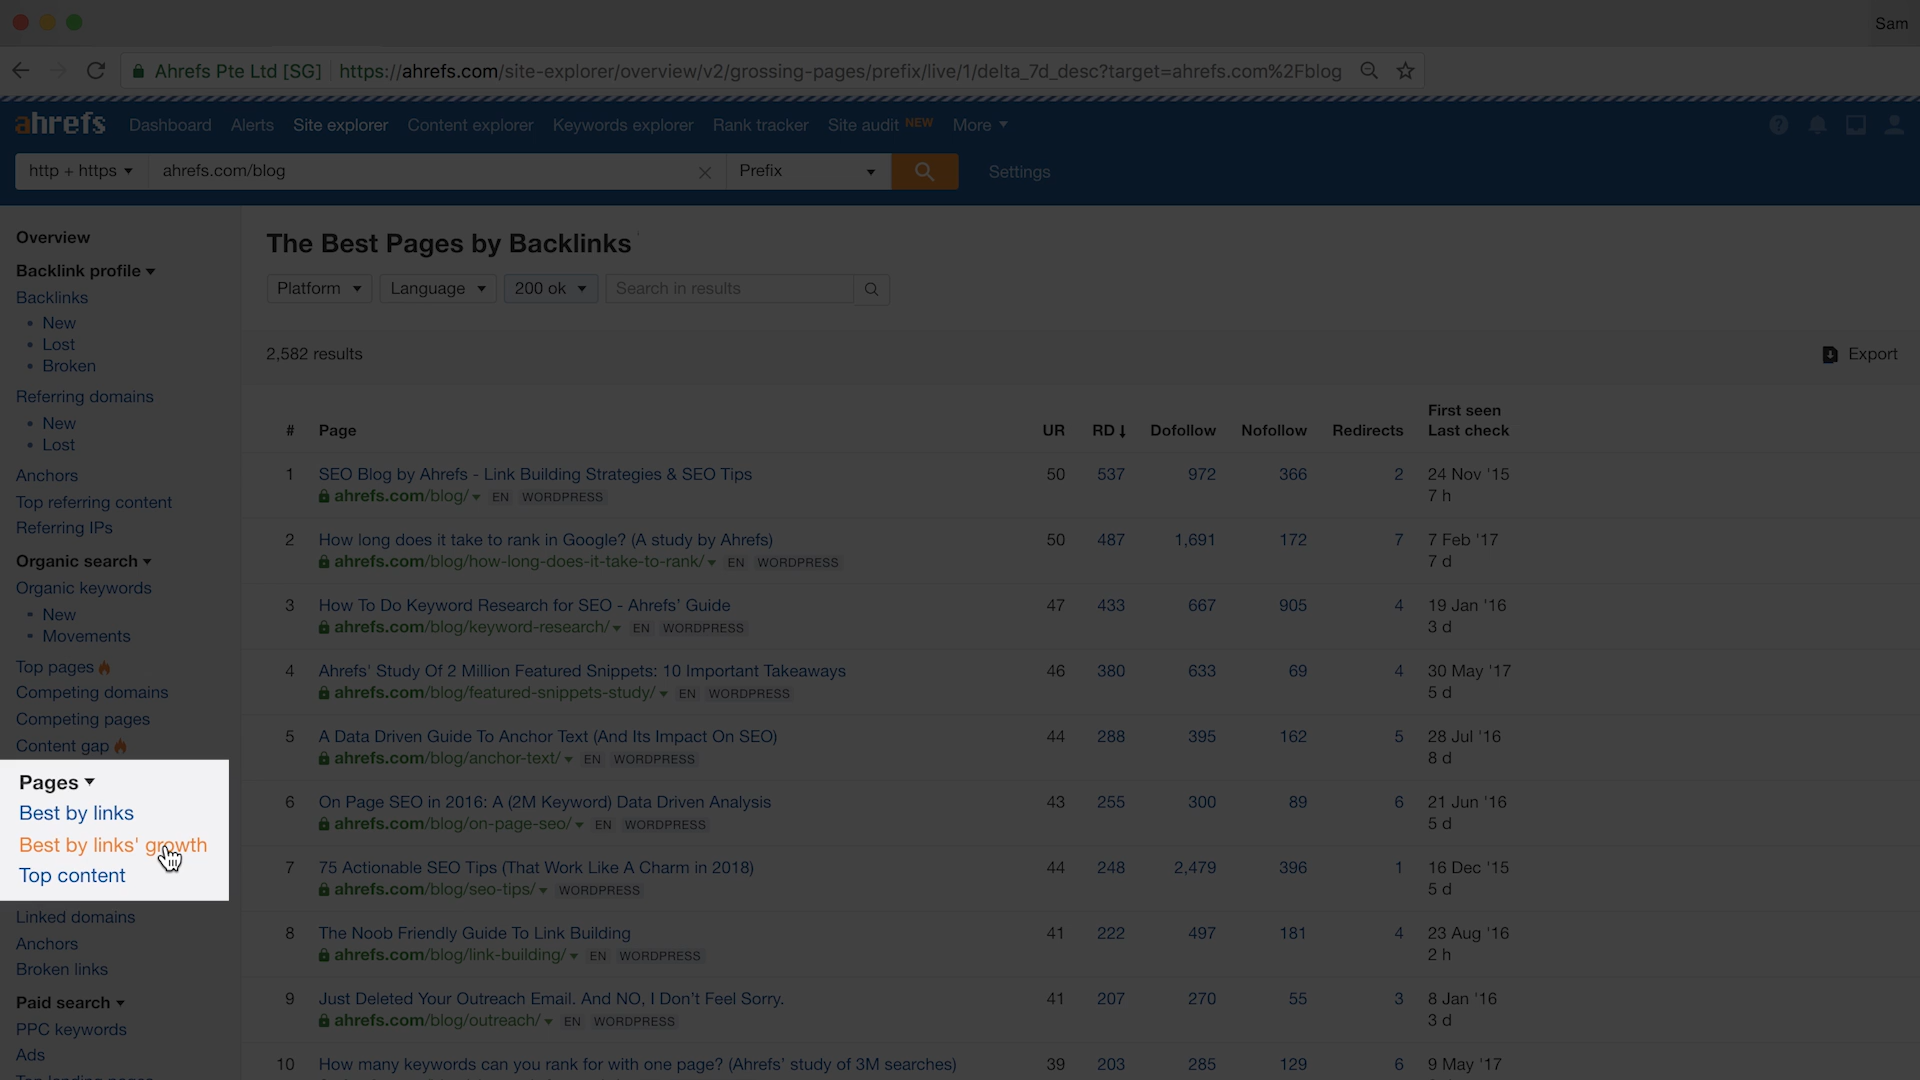 Sam
Ahrefs Pte Ltd [SG] https://ahrefs.com/site-explorer/overview/v2/grossing-pages/prefix/live/1/delta_7d_desc?target=ahrefs.com%2Fblog
ahrefs Dashboard Alerts Site explorer Content explorer Keywords explorer Rank tracker Site audit NEW More
http + https ahrefs.com/blog Prefix Settings
Overview
Backlink profile
Backlinks
New
Lost
Broken
Referring domains
New
Lost
Anchors
Top referring content
Referring IPs
Organic search
Organic keywords
New
Movements
Top pages
Competing domains
Competing pages
Content gap
Pages
Best by links
Best by links' growth
Top content
Linked domains
Anchors
Broken links
Paid search
PPC keywords
Ads
The Best Pages by Backlinks
Platform Language 200 ok Search in results
2,582 results Export
# Page UR RD Dofollow Nofollow Redirects First seen
Last check
1 SEO Blog by Ahrefs - Link Building Strategies & SEO Tips 50 537 972 366 2 24 Nov '15
ahrefs.com/blog/ EN WORDPRESS 7 h
2 How long does it take to rank in Google? (A study by Ahrefs) 50 487 1,691 172 7 7 Feb '17
ahrefs.com/blog/how-long-does-it-take-to-rank/ EN WORDPRESS 7 d
3 How To Do Keyword Research for SEO - Ahrefs' Guide 47 433 667 905 4 19 Jan '16
ahrefs.com/blog/keyword-research/ EN WORDPRESS 3 d
4 Ahrefs' Study Of 2 Million Featured Snippets: 10 Important Takeaways 46 380 633 69 4 30 May '17
ahrefs.com/blog/featured-snippets-study/ EN WORDPRESS 5 d
5 A Data Driven Guide To Anchor Text (And Its Impact On SEO) 44 288 395 162 5 28 Jul '16
ahrefs.com/blog/anchor-text/ EN WORDPRESS 8 d
6 On Page SEO in 2016: A (2M Keyword) Data Driven Analysis 43 255 300 89 6 21 Jun '16
ahrefs.com/blog/on-page-seo/ EN WORDPRESS 5 d
7 75 Actionable SEO Tips (That Work Like A Charm in 2018) 44 248 2,479 396 1 16 Dec '15
ahrefs.com/blog/seo-tips/ WORDPRESS 5 d
8 The Noob Friendly Guide To Link Building 41 222 497 181 4 23 Aug '16
ahrefs.com/blog/link-building/ EN WORDPRESS 2 h
9 Just Deleted Your Outreach Email. And NO, I Don't Feel Sorry. 41 207 270 55 3 8 Jan '16
ahrefs.com/blog/outreach/ EN WORDPRESS 3 d
10 How many keywords can you rank for with one page? (Ahrefs' study of 3M searches) 39 203 285 129 6 9 May '17